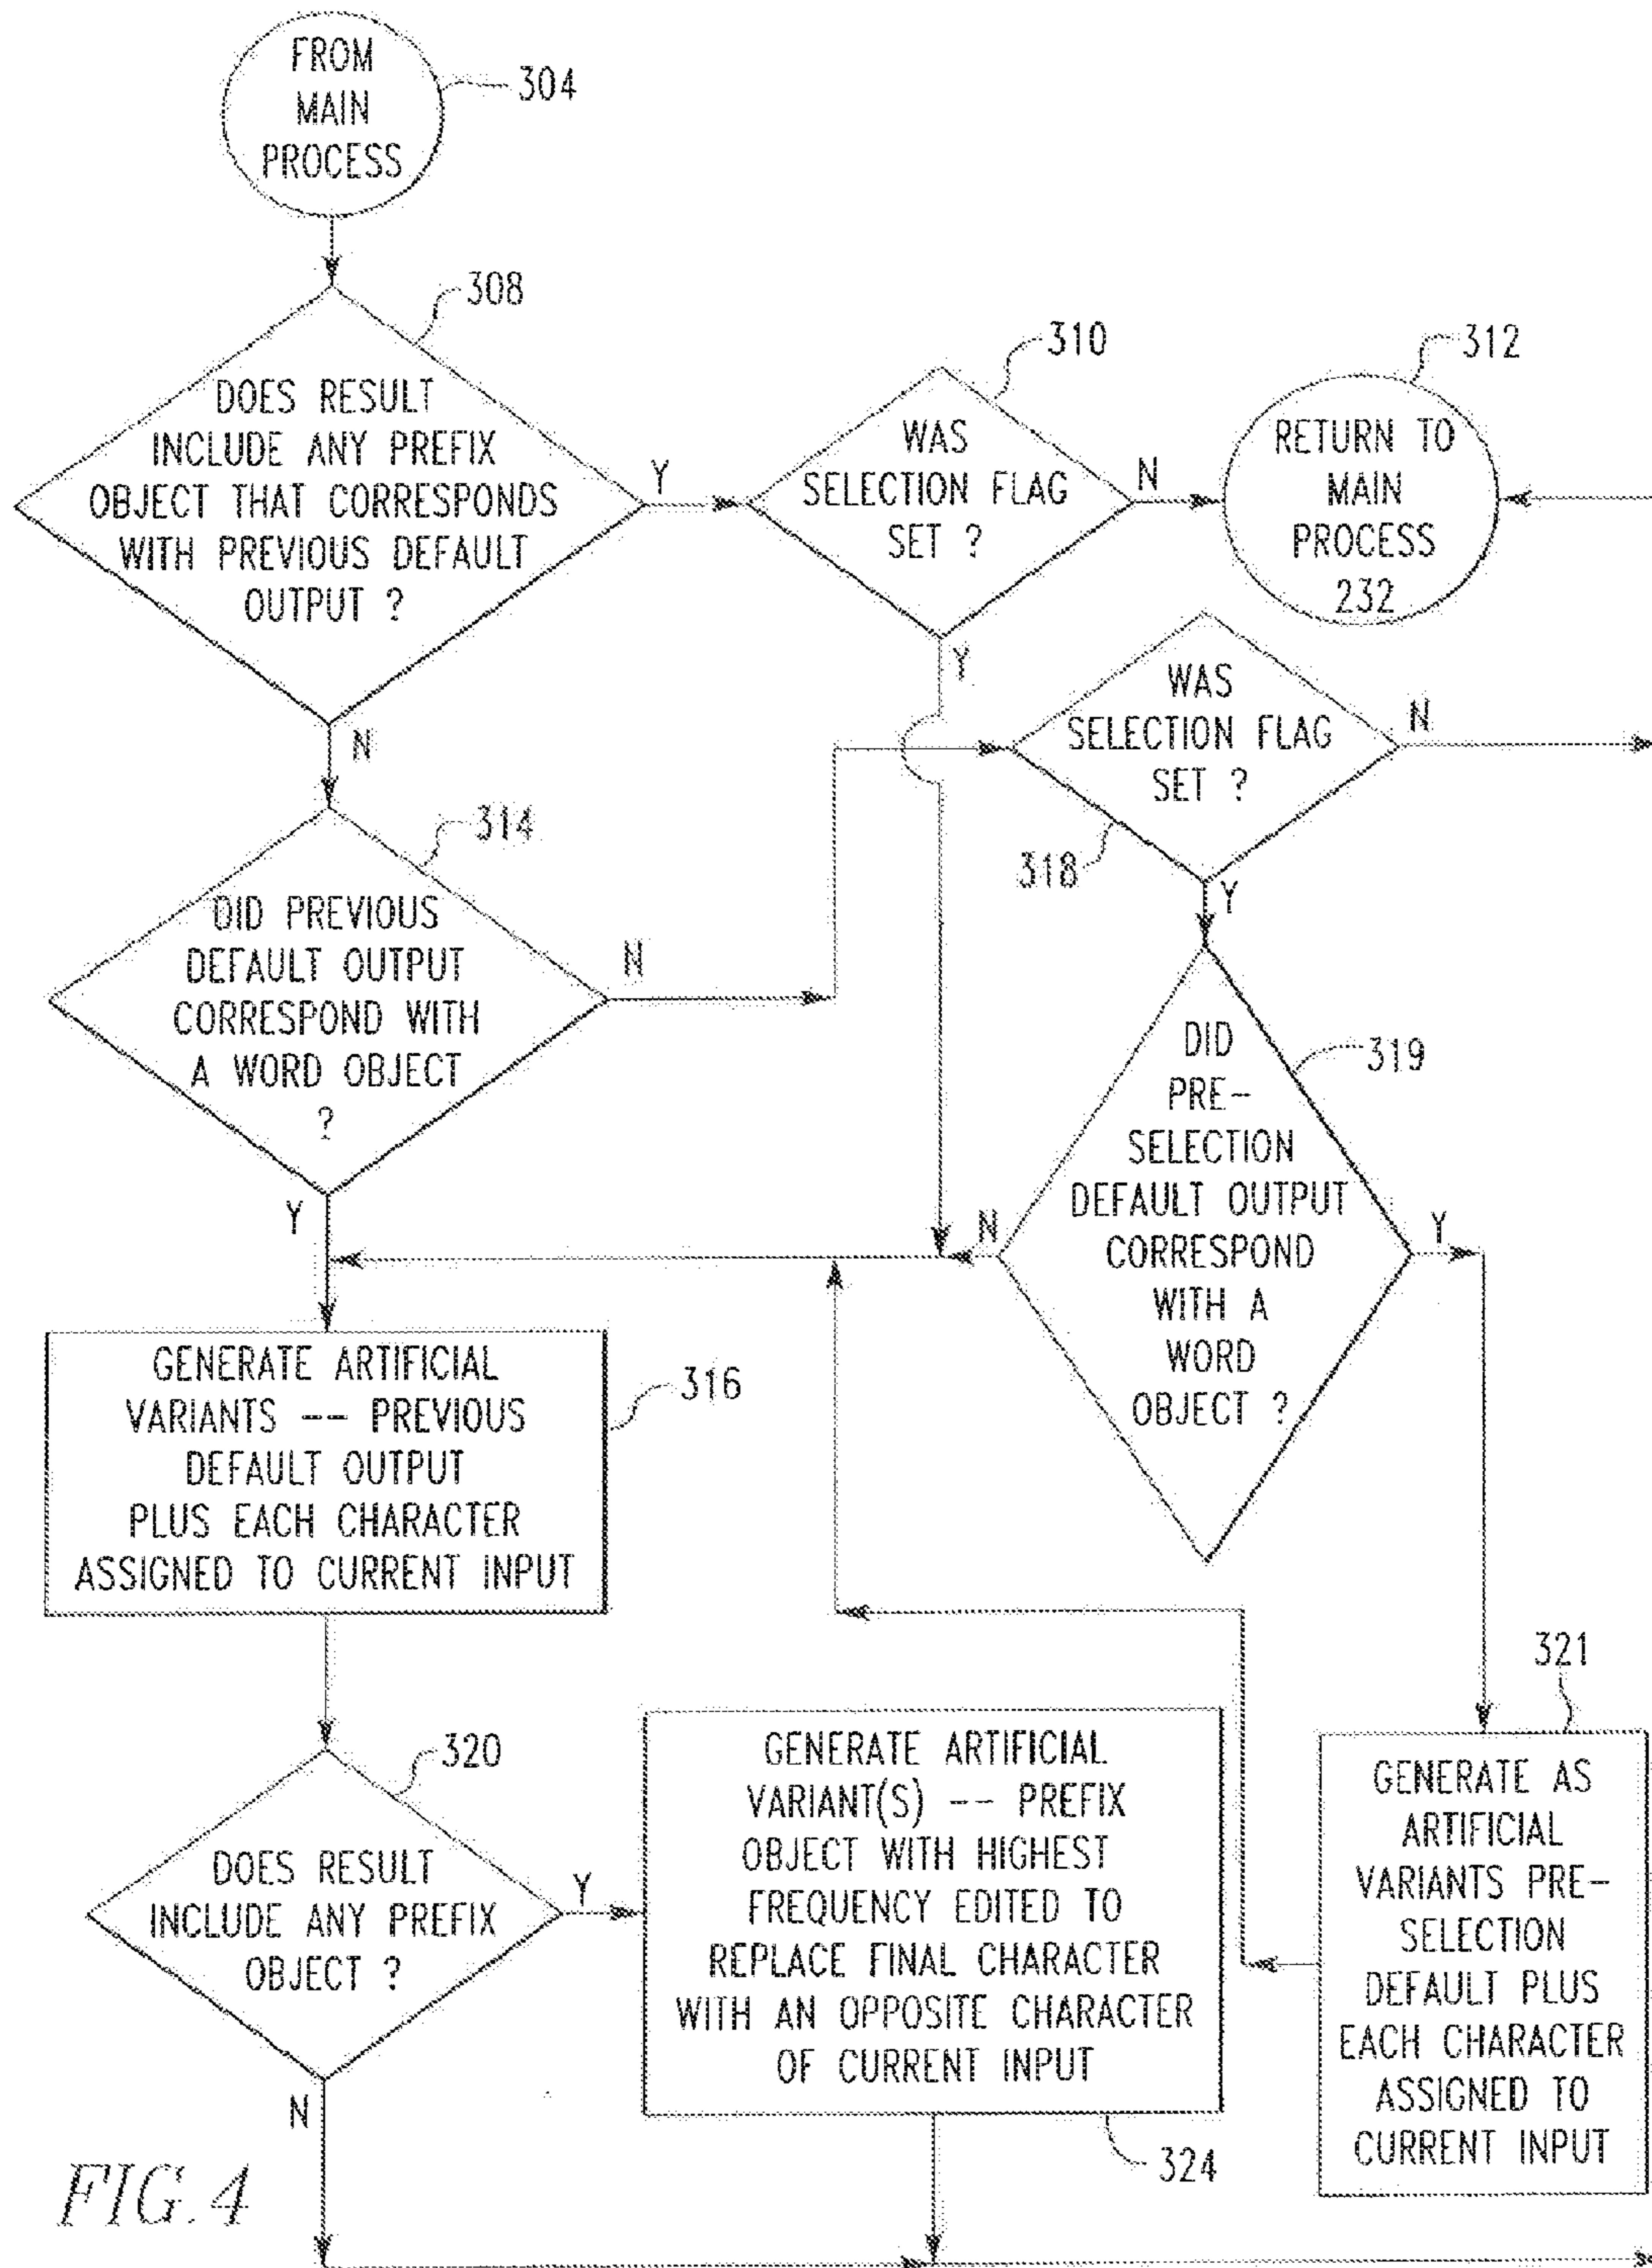 FROM
MAIN
PROCESS
304
308
DOES RESULT
INCLUDE ANY PREFIX
OBJECT THAT CORRESPONDS
WITH PREVIOUS DEFAULT
OUTPUT ?
Y
N
310
WAS
SELECTION FLAG
SET ?
N
Y
312
RETURN TO
MAIN
PROCESS
232
314
DID PREVIOUS
DEFAULT OUTPUT
CORRESPOND WITH
A WORD OBJECT
?
N
Y
WAS
SELECTION FLAG
SET ?
N
318
Y
319
DID
PRE-
SELECTION
DEFAULT OUTPUT
CORRESPOND
WITH A
WORD
OBJECT ?
N
Y
GENERATE ARTIFICIAL
VARIANTS -- PREVIOUS
DEFAULT OUTPUT
PLUS EACH CHARACTER
ASSIGNED TO CURRENT INPUT
316
320
DOES RESULT
INCLUDE ANY PREFIX
OBJECT ?
Y
N
GENERATE ARTIFICIAL
VARIANT(S) -- PREFIX
OBJECT WITH HIGHEST
FREQUENCY EDITED TO
REPLACE FINAL CHARACTER
WITH AN OPPOSITE CHARACTER
OF CURRENT INPUT
324
321
GENERATE AS
ARTIFICIAL
VARIANTS PRE-
SELECTION
DEFAULT PLUS
EACH CHARACTER
ASSIGNED TO
CURRENT INPUT
FIG. 4